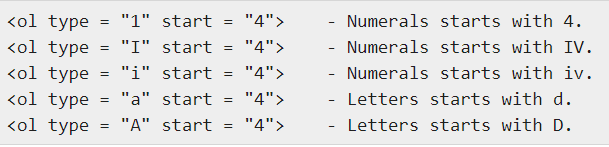 <ol type = "1" start = "4">    - Numerals starts with 4.
<ol type = "I" start = "4">    - Numerals starts with IV.
<ol type = "i" start = "4">    - Numerals starts with iv.
<ol type = "a" start = "4">    - Letters starts with d.
<ol type = "A" start = "4">    - Letters starts with D.